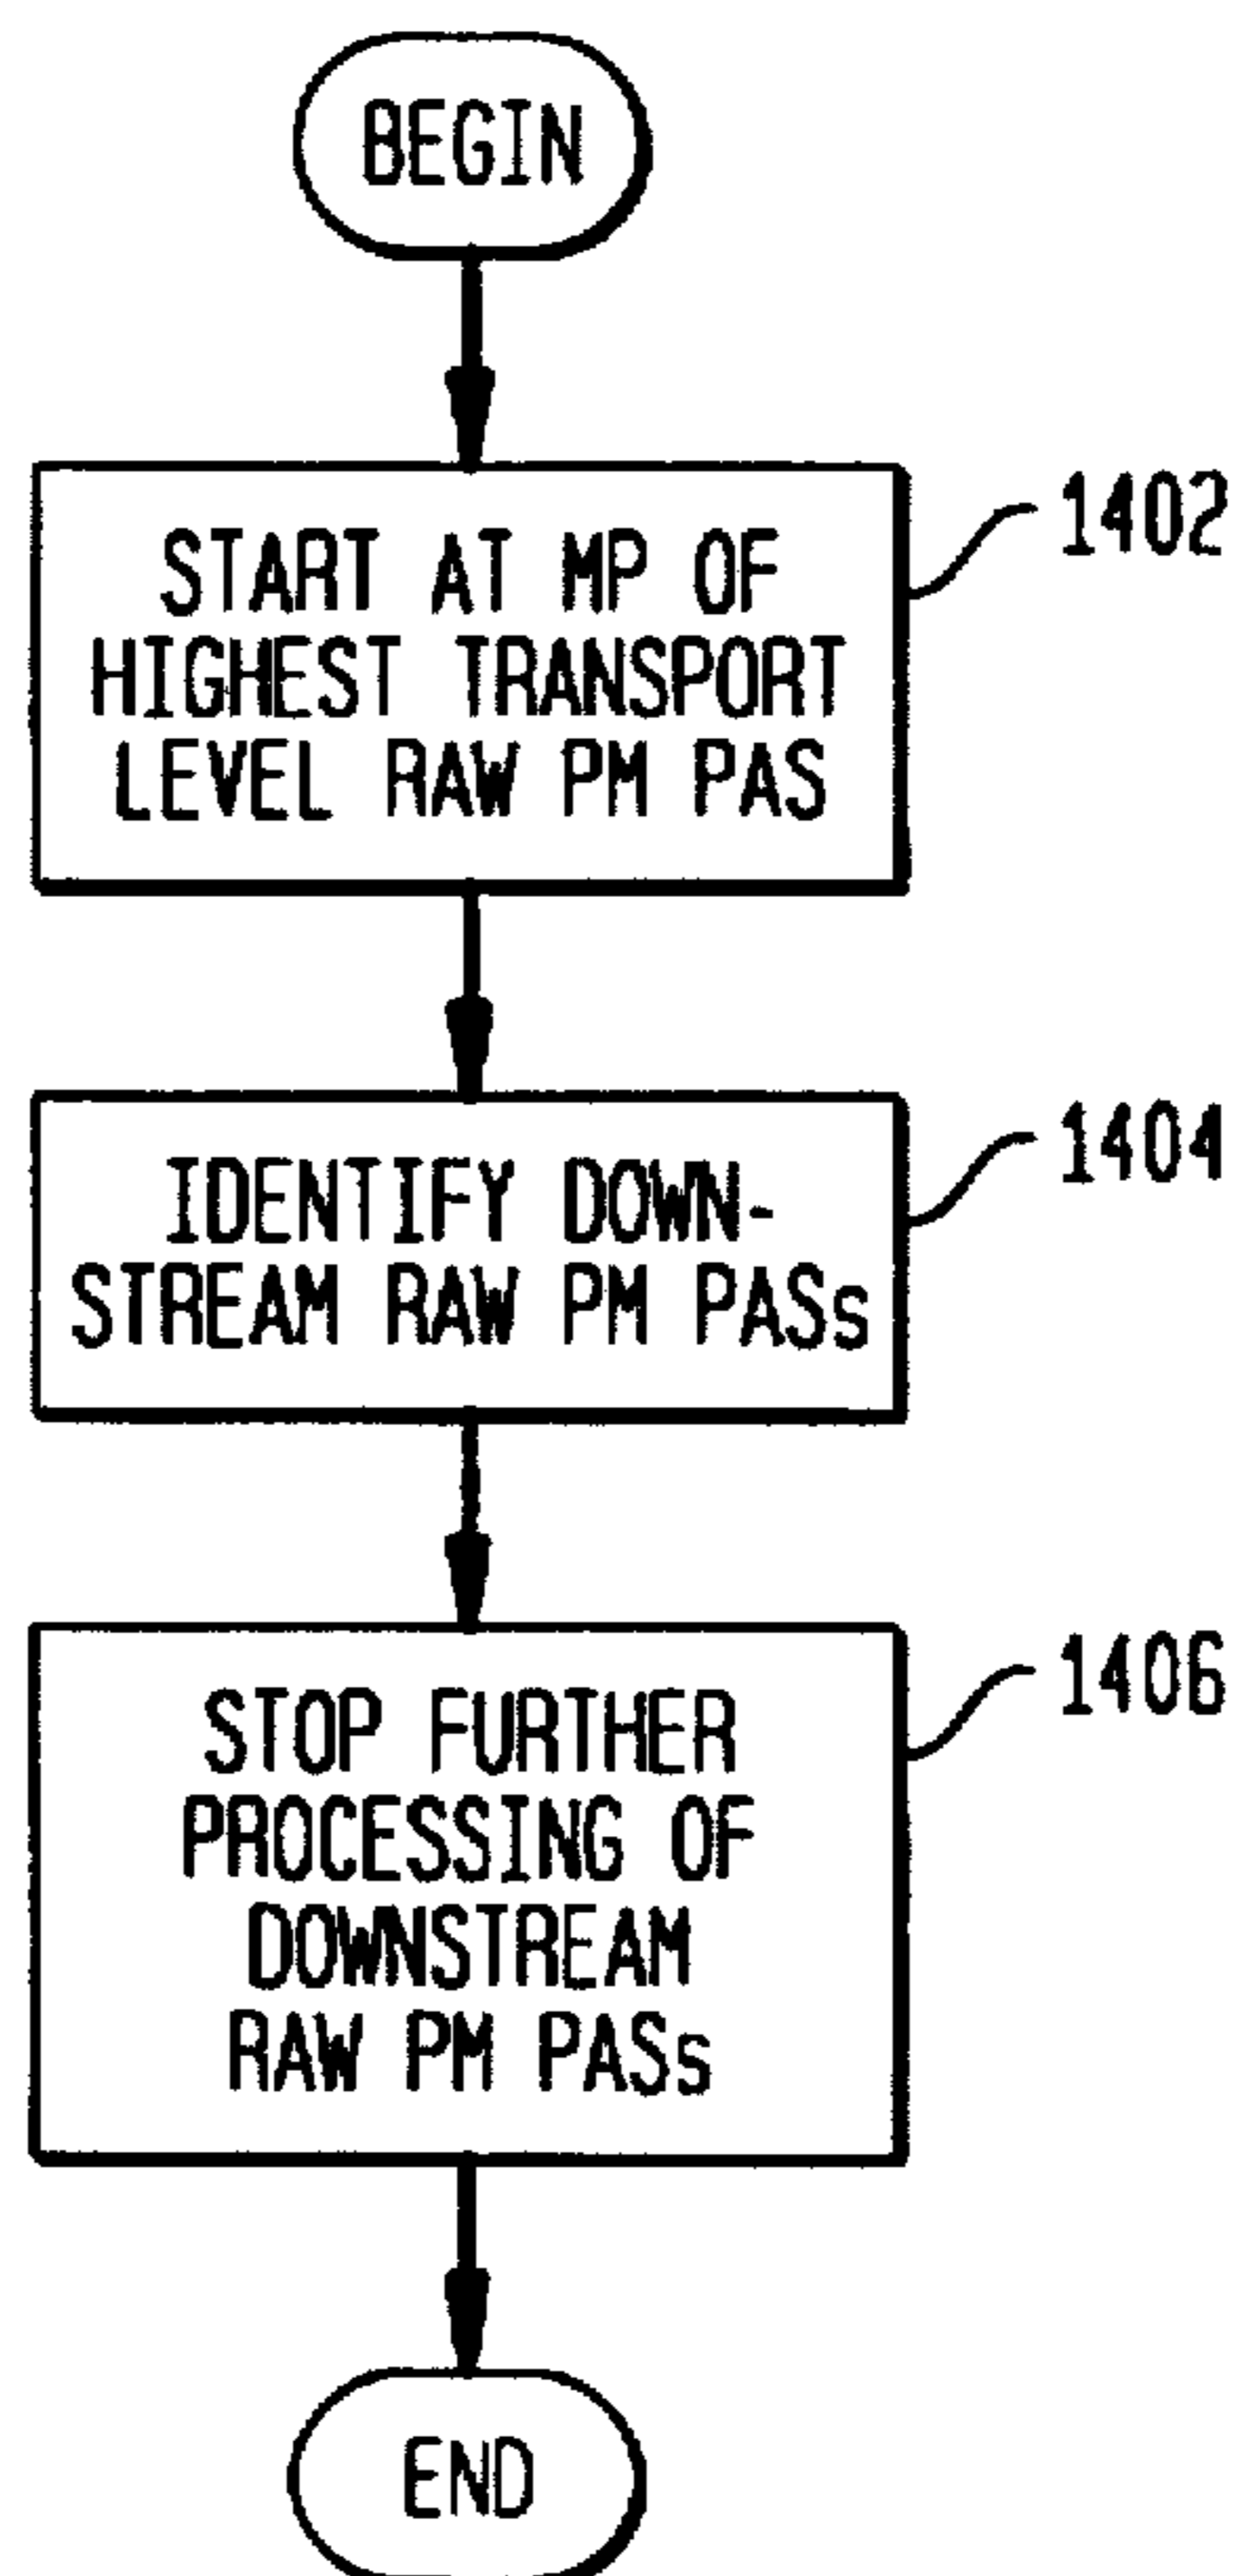 BEGIN
START AT MP OF
HIGHEST TRANSPORT
LEVEL RAW PM PAS
1402
IDENTIFY DOWN-
STREAM RAW PM PASs
1404
STOP FURTHER
PROCESSING OF
DOWNSTREAM
RAW PM PASs
1406
END